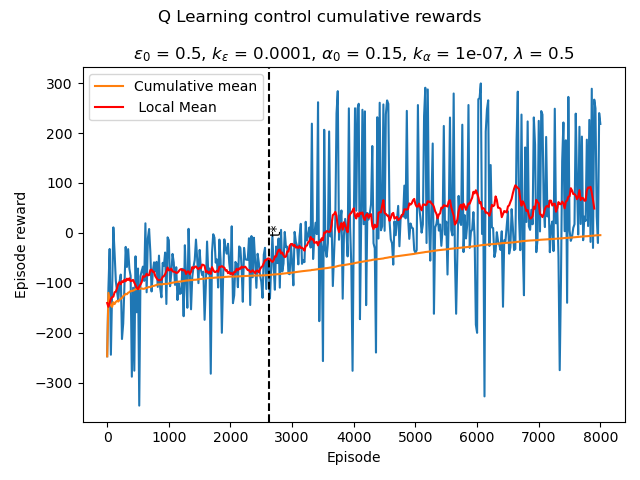 Q Learning control cumulative rewards
ε₀ = 0.5, kε = 0.0001, α₀ = 0.15, kα = 1e-07, λ = 0.5
Cumulative mean
Local Mean
Episode reward
300
200
100
0
−100
−200
−300
0 1000 2000 3000 4000 5000 6000 7000 8000
Episode